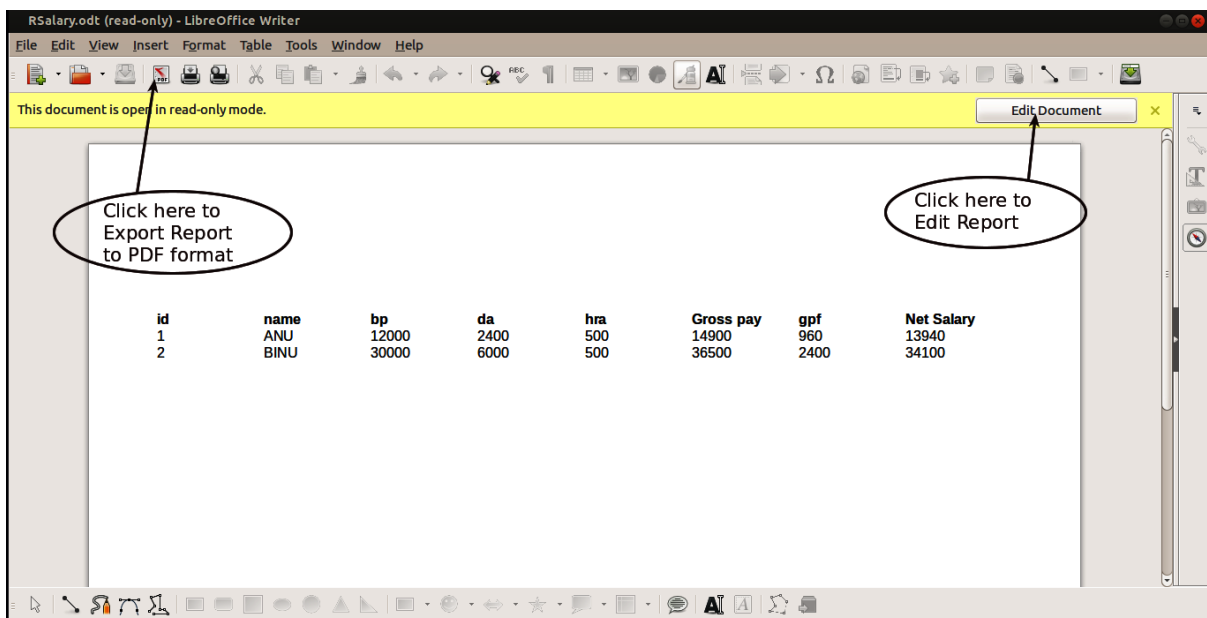 RSalary.odt (read-only) - LibreOffice Writer
File Edit View Insert Format Table Tools Window Help
This document is open in read-only mode.
Edit Document
Click here to
Export Report
to PDF format
Click here to
Edit Report
id name bp da hra Gross pay gpf Net Salary
1 ANU 12000 2400 500 14900 960 13940
2 BINU 30000 6000 500 36500 2400 34100